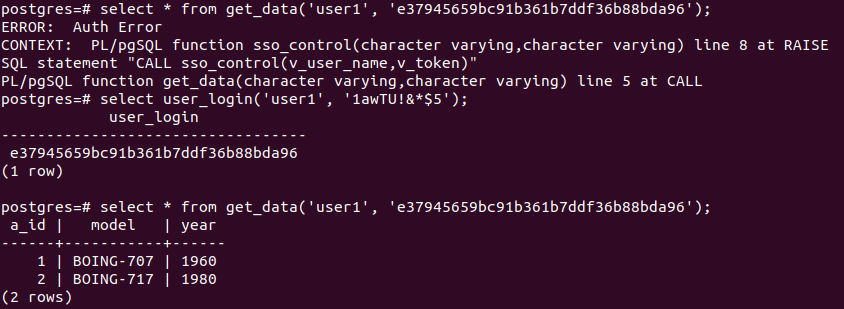 postgres=# select * from get_data('user1', 'e37945659bc91b361b7ddf36b88bda96');
ERROR:  Auth Error
CONTEXT:  PL/pgSQL function sso_control(character varying,character varying) line 8 at RAISE
SQL statement "CALL sso_control(v_user_name,v_token)"
PL/pgSQL function get_data(character varying,character varying) line 5 at CALL
postgres=# select user_login('user1', '1awTU!&*$5');
            user_login
----------------------------------
 e37945659bc91b361b7ddf36b88bda96
(1 row)

postgres=# select * from get_data('user1', 'e37945659bc91b361b7ddf36b88bda96');
 a_id |   model   | year
------+-----------+------
    1 | BOING-707 | 1960
    2 | BOING-717 | 1980
(2 rows)